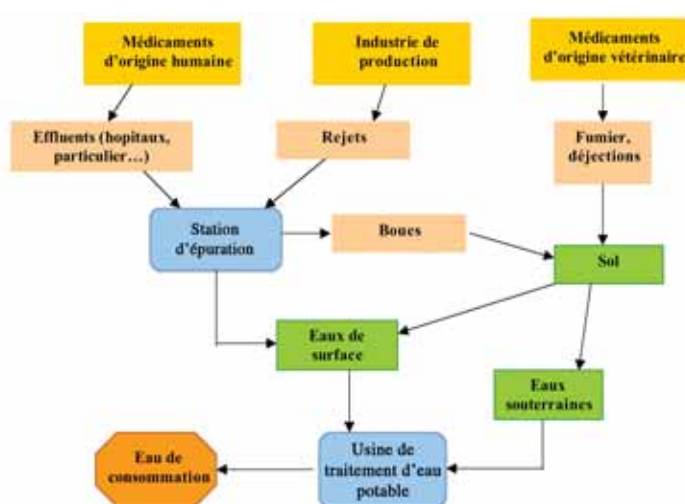 Médicaments
d'origine humaine
Industrie de
production
Médicaments
d'origine vétérinaire
Effluents (hopitaux,
particulier…)
Rejets
Fumier,
déjections
Station
d'épuration
Boues
Sol
Eaux de
surface
Eaux
souterraines
Eau de
consommation
Usine de
traitement d'eau
potable